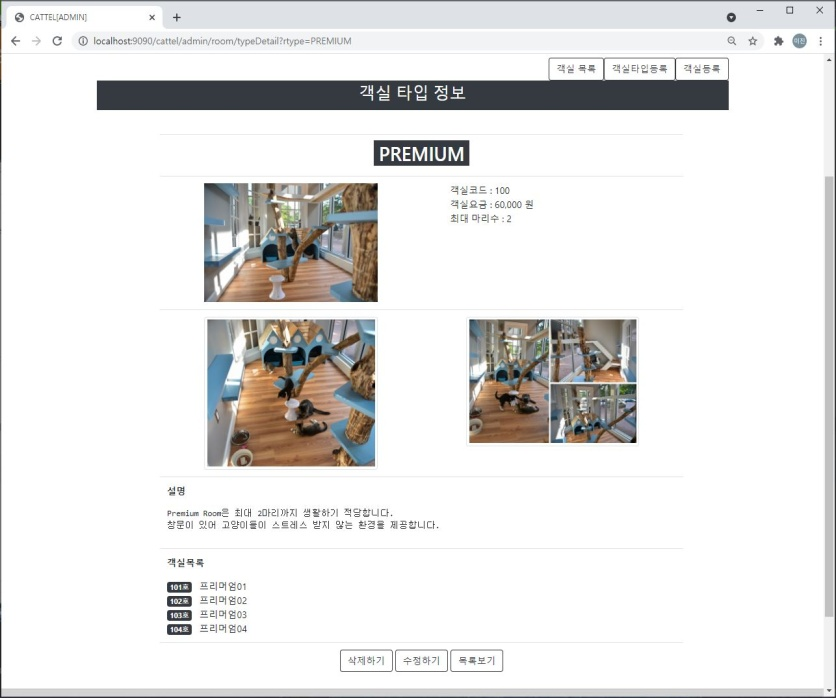 CATTEL[ADMIN]
localhost:9090/cattel/admin/room/typeDetail?rtype=PREMIUM
객실 목록 객실타입등록 객실등록
객실 타입 정보
PREMIUM
객실코드 : 100
객실요금 : 60,000 원
최대 마리수 : 2
설명
Premium Room은 최대 2마리까지 생활하기 적당합니다.
창문이 있어 고양이들이 스트레스 받지 않는 환경을 제공합니다.
객실목록
101호 프리머엄01
102호 프리머엄02
103호 프리머엄03
104호 프리머엄04
삭제하기 수정하기 목록보기